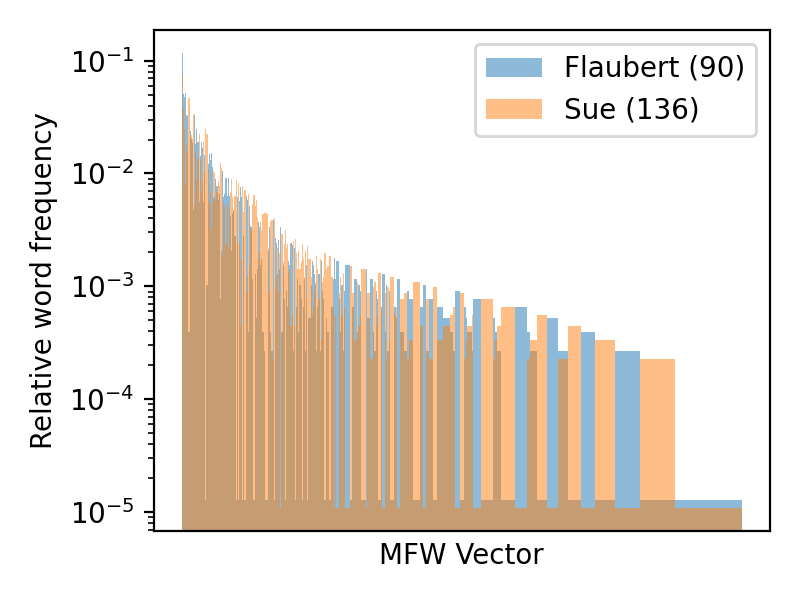 Flaubert (90)
Sue (136)
Relative word frequency
10⁻¹
10⁻²
10⁻³
10⁻⁴
10⁻⁵
MFW Vector